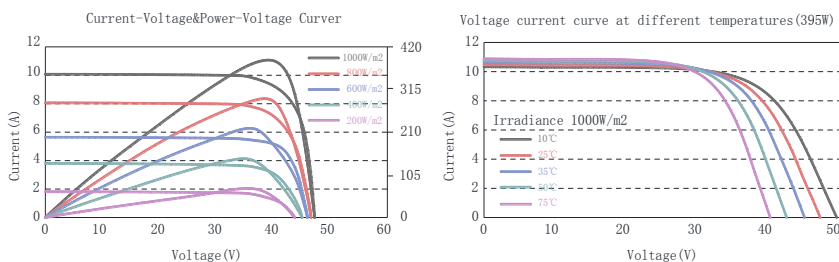 Current-Voltage&Power-Voltage Curver
12
10
8
6
4
2
0
Current(A)
420
315
210
105
0
1000W/m2
800W/m2
600W/m2
400W/m2
200W/m2
0 10 20 30 40 50 60
Voltage(V)
Voltage current curve at different temperatures(395W)
12
10
8
6
4
2
0
Current(A)
Irradiance 1000W/m2
10℃
25℃
35℃
50℃
75℃
0 10 20 30 40 50
Voltage(V)